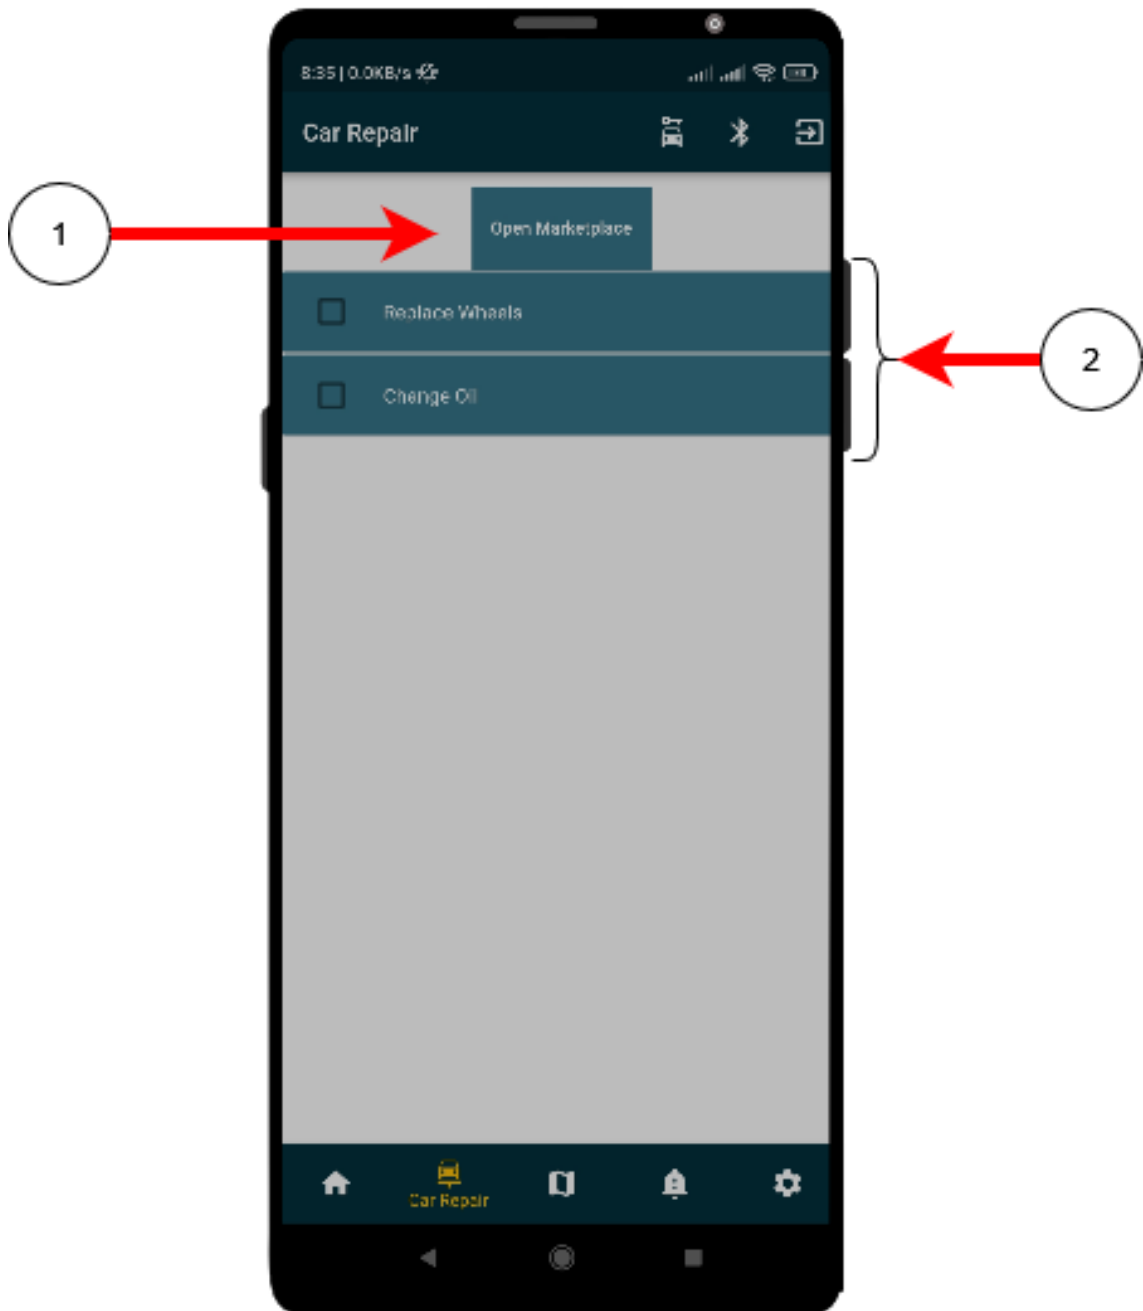 8:35 | 0.0KB/s
Car Repair
1
Open Marketplace
Replace Wheels
2
Change Oil
Car Repair